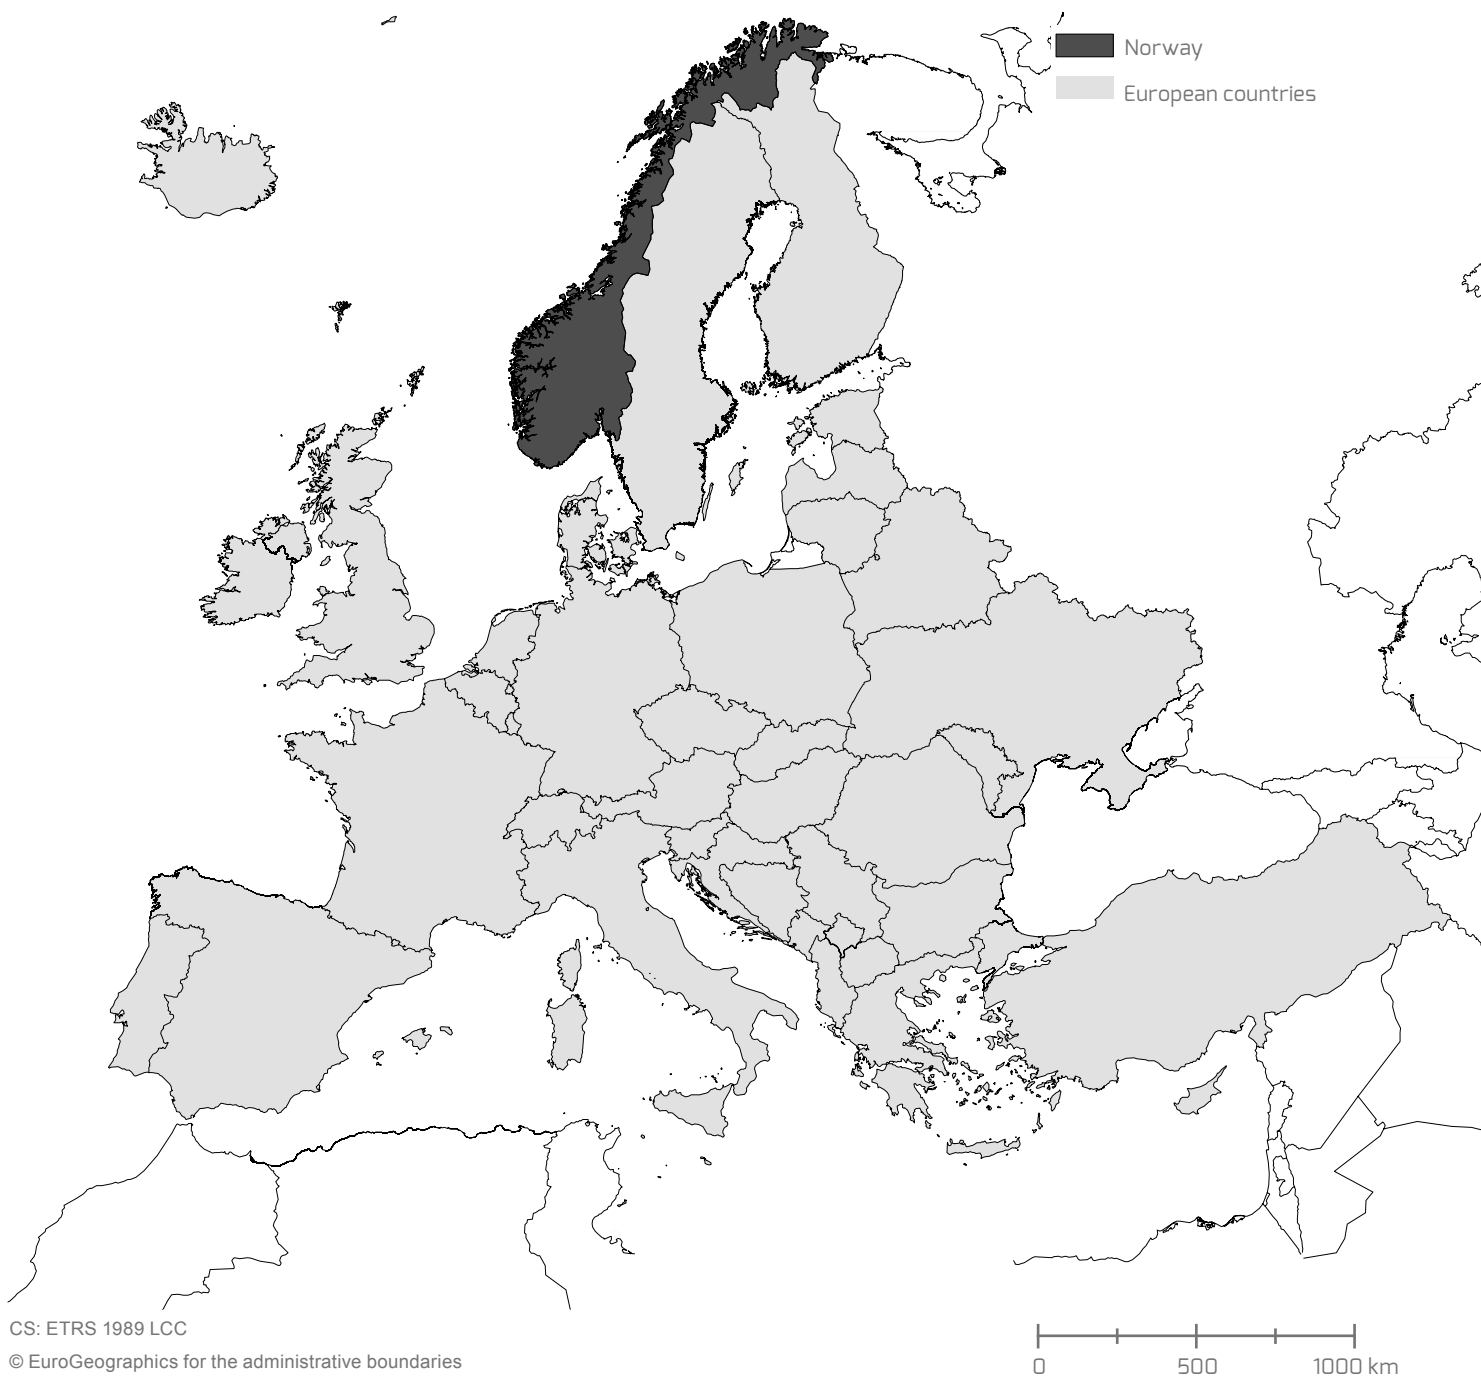 Norway
European countries
CS: ETRS 1989 LCC
© EuroGeographics for the administrative boundaries
0 500 1000 km